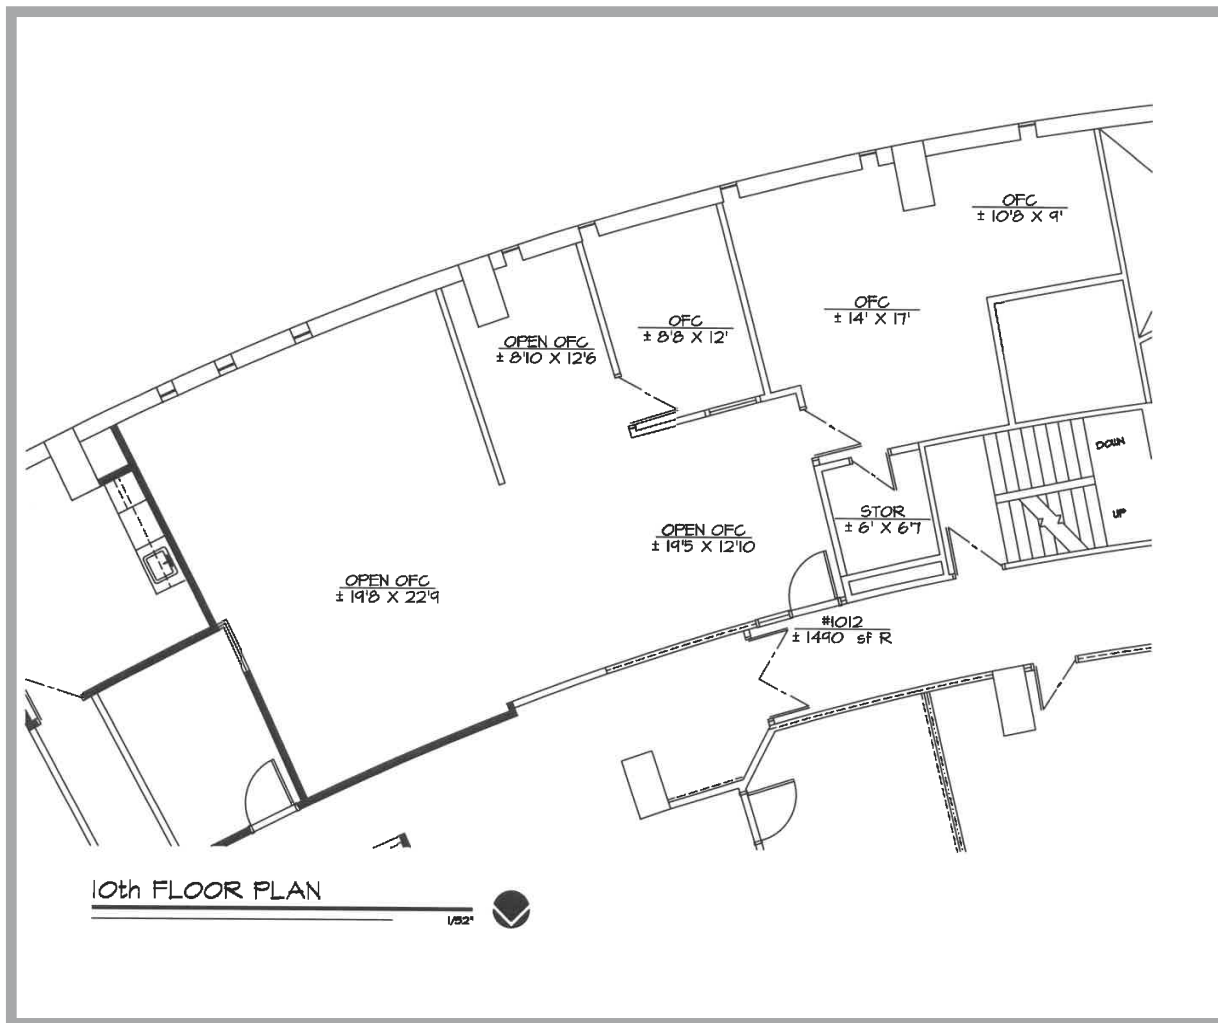 OFC
± 10'8 X 9'
OFC
± 14' X 17'
OFC
± 8'8 X 12'
OPEN OFC
± 8'10 X 12'6
DOWN
UP
STOR
± 6' X 6'7
OPEN OFC
± 19'5 X 12'10
OPEN OFC
± 19'8 X 22'9
#1012
± 1490 sf R
10th FLOOR PLAN